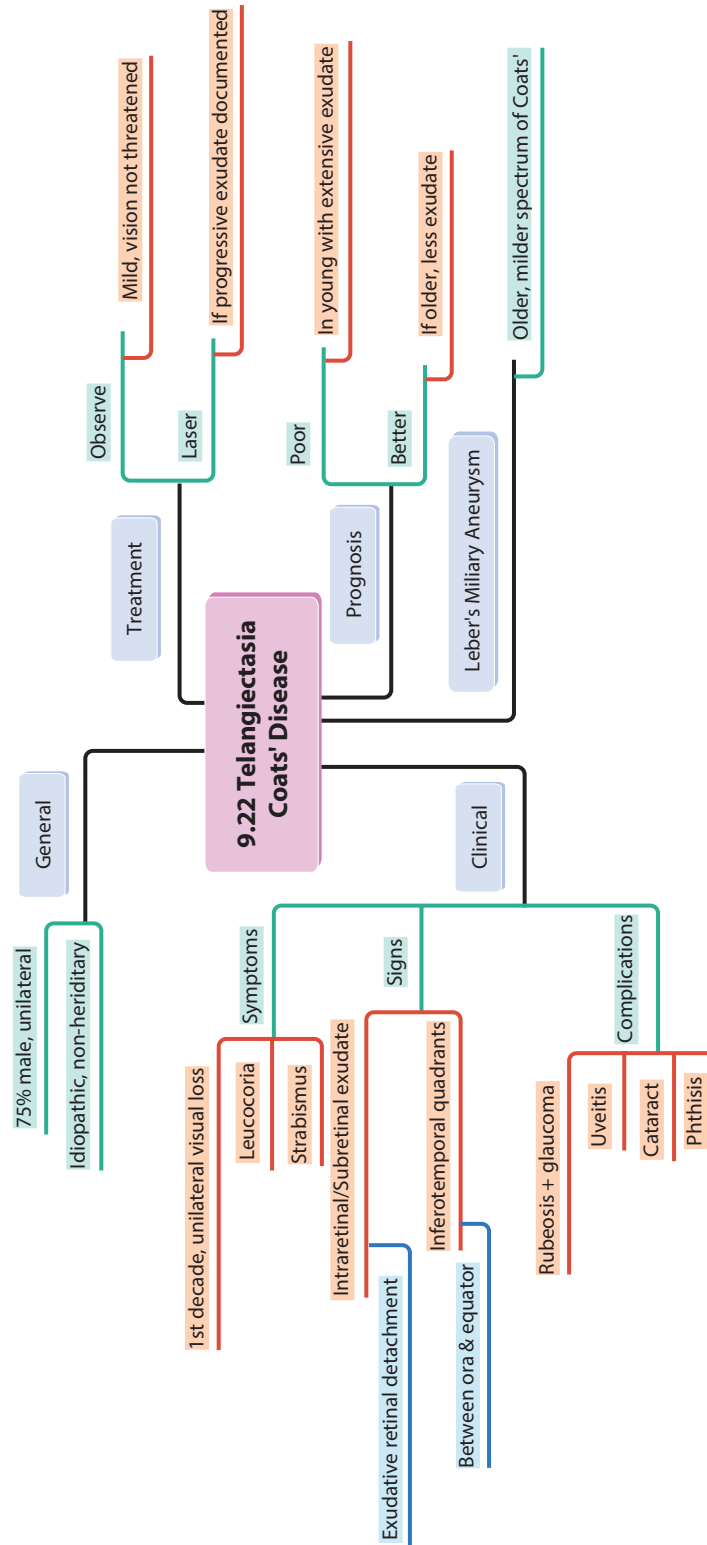 9.22 Telangiectasia
Coats' Disease
General
75% male, unilateral
Idiopathic, non-heriditary
Clinical
Symptoms
1st decade, unilateral visual loss
Leucocoria
Strabismus
Signs
Intraretinal/Subretinal exudate
Exudative retinal detachment
Inferotemporal quadrants
Between ora & equator
Complications
Rubeosis + glaucoma
Uveitis
Cataract
Phthisis
Treatment
Observe
Mild, vision not threatened
Laser
If progressive exudate documented
Prognosis
Poor
In young with extensive exudate
Better
If older, less exudate
Leber's Miliary Aneurysm
Older, milder spectrum of Coats'